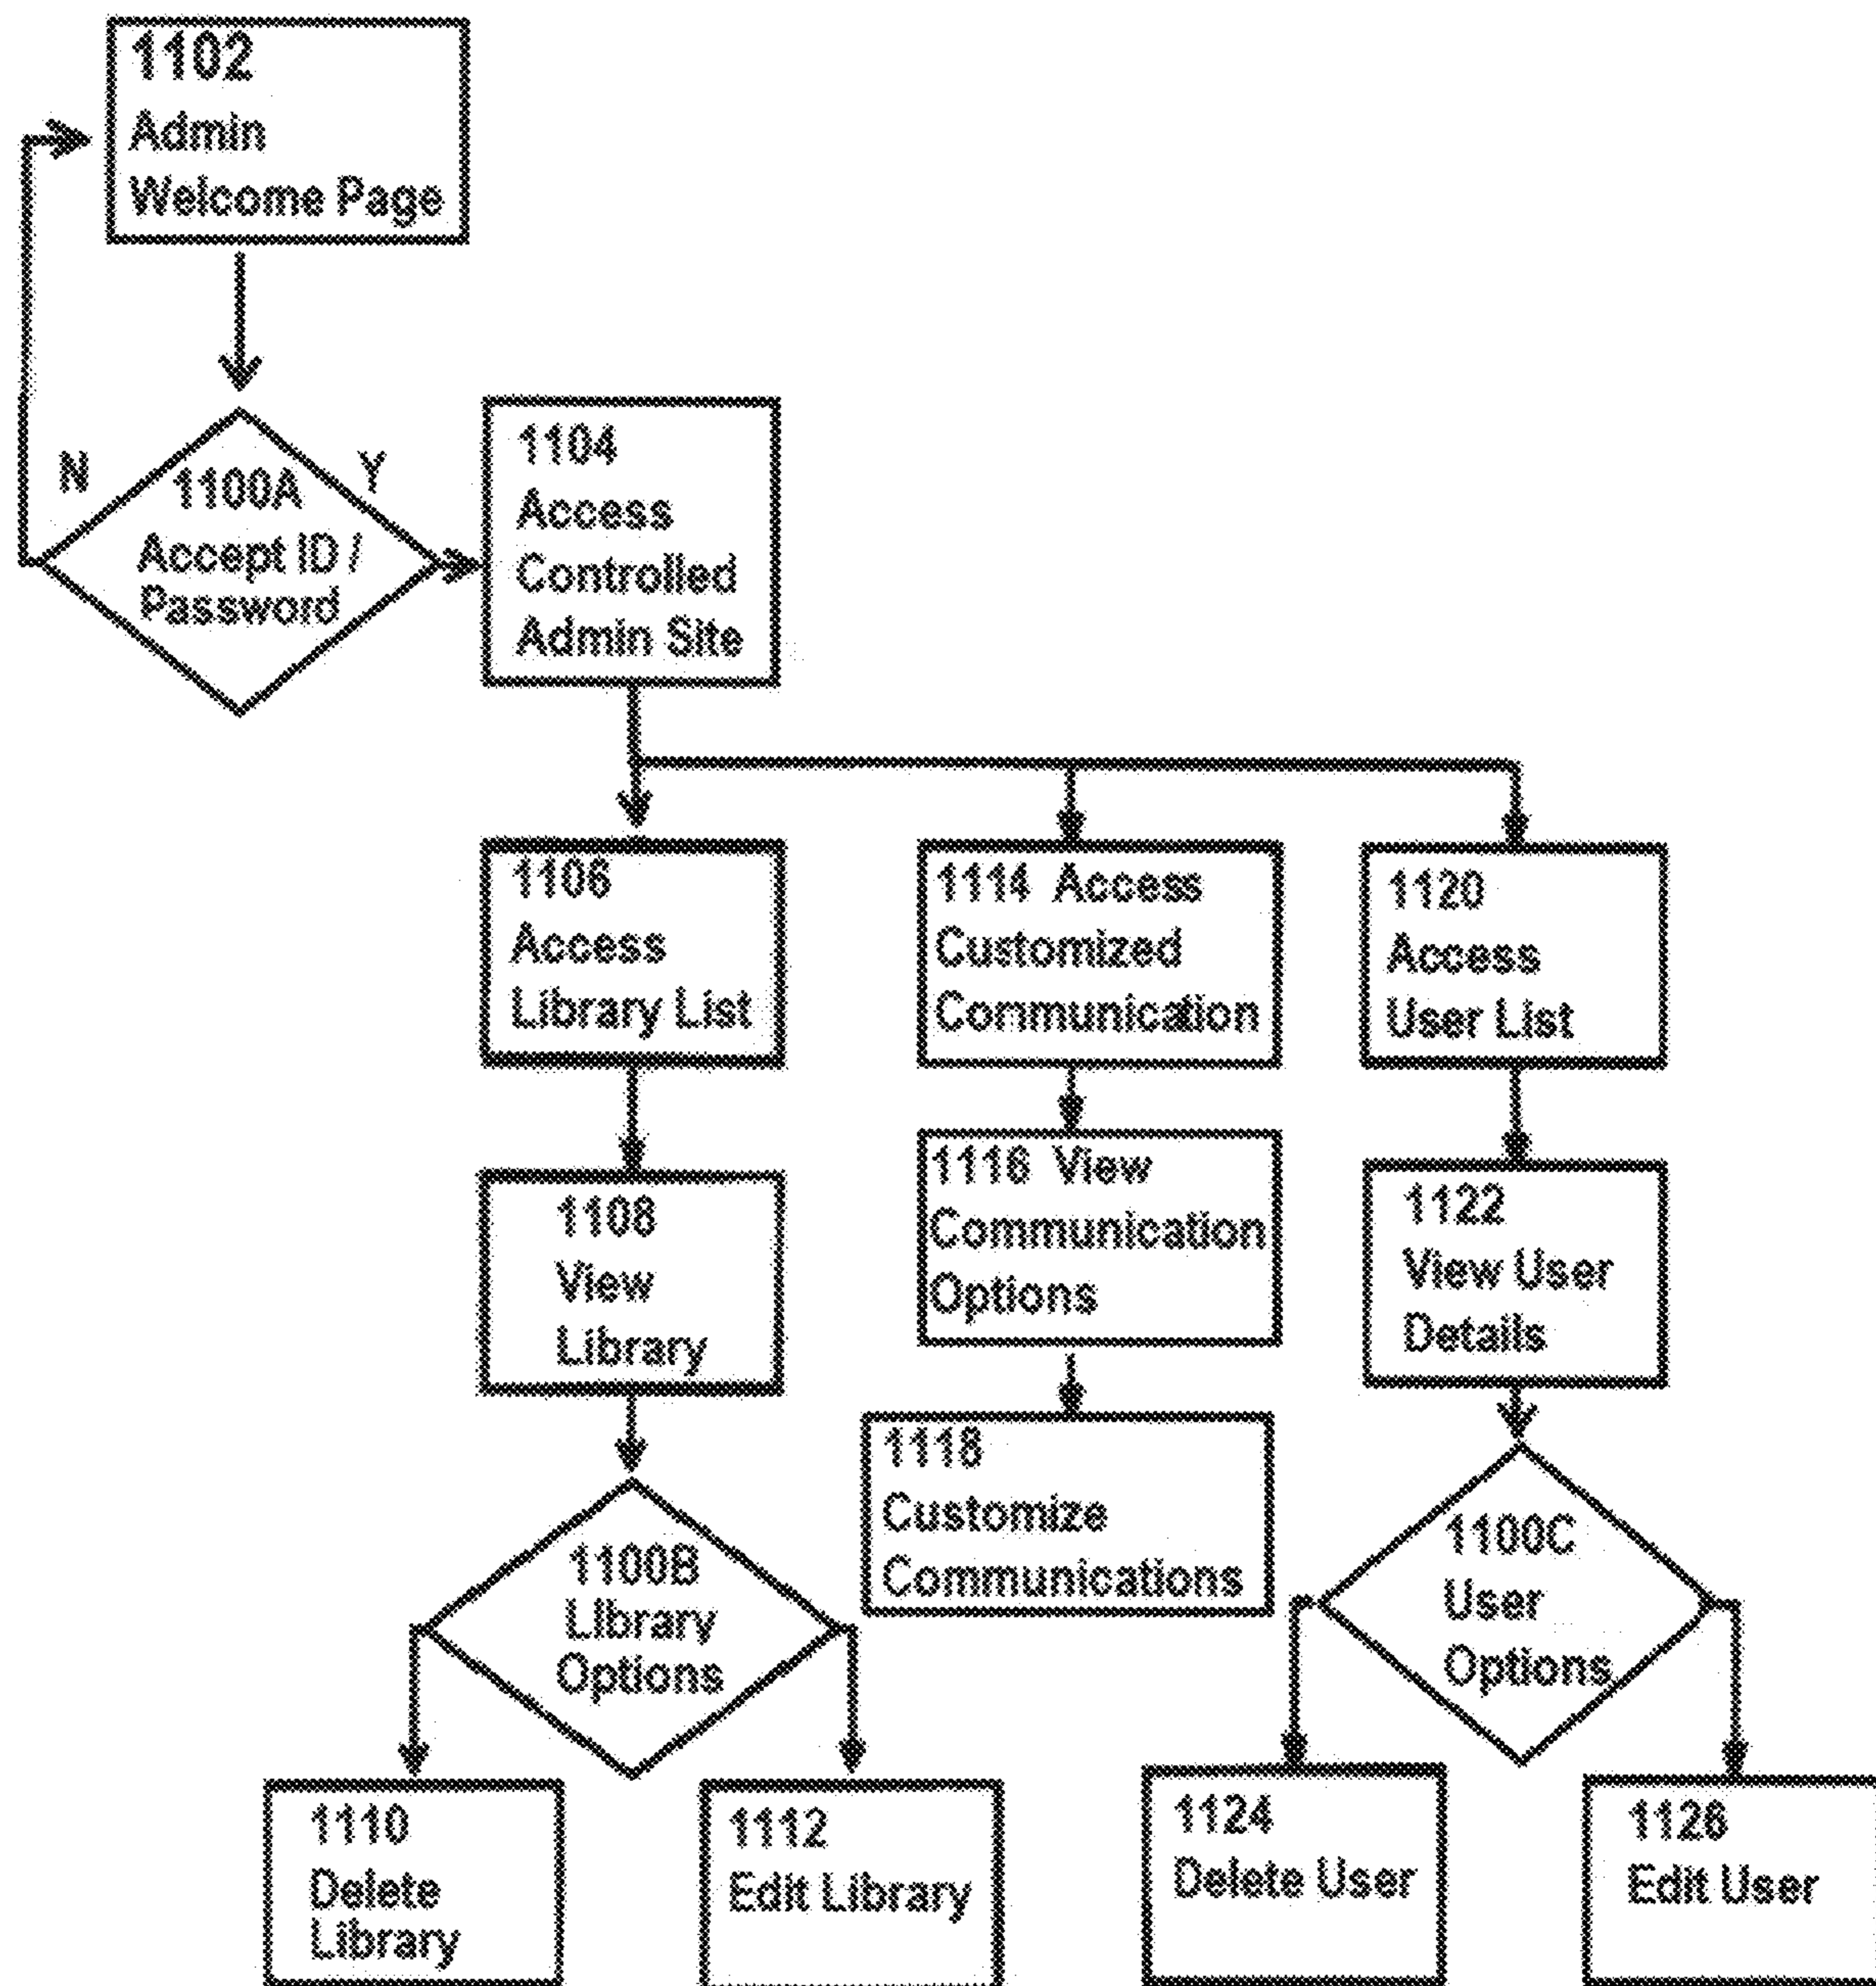 1102
Admin
Welcome Page
N
Y
1100A
Accept ID /
Password
1104
Access
Controlled
Admin Site
1106
Access
Library List
1114 Access
Customized
Communication
1120
Access
User List
1108
View
Library
1116 View
Communication
Options
1122
View User
Details
1100B
Library
Options
1118
Customize
Communications
1100C
User
Options
1110
Delete
Library
1112
Edit Library
1124
Delete User
1126
Edit User